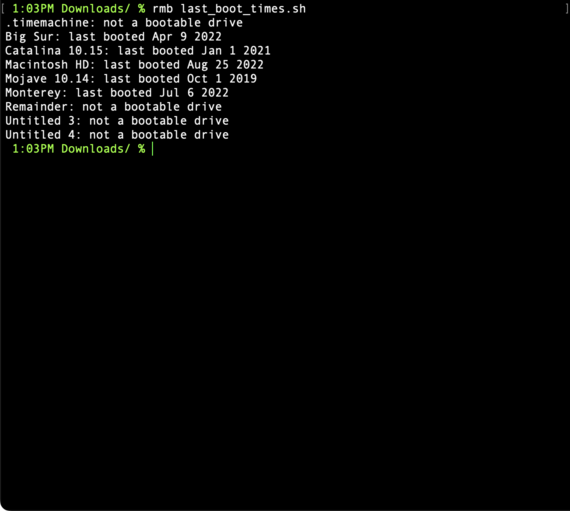 [ 1:03PM Downloads/ % rmb last_boot_times.sh ]
.timemachine: not a bootable drive
Big Sur: last booted Apr 9 2022
Catalina 10.15: last booted Jan 1 2021
Macintosh HD: last booted Aug 25 2022
Mojave 10.14: last booted Oct 1 2019
Monterey: last booted Jul 6 2022
Remainder: not a bootable drive
Untitled 3: not a bootable drive
Untitled 4: not a bootable drive
1:03PM Downloads/ %